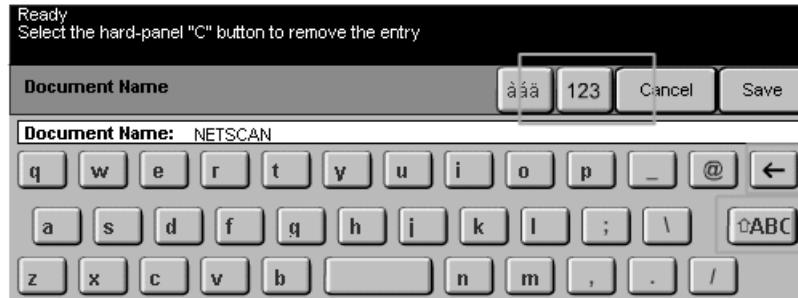 Ready
Select the hard-panel "C" button to remove the entry
Document Name àáä 123 Cancel Save
Document Name: NETSCAN
q w e r t y u i o p _ @ ←
a s d f g h j k l ; \ ⇧ABC
z x c v b n m , . /